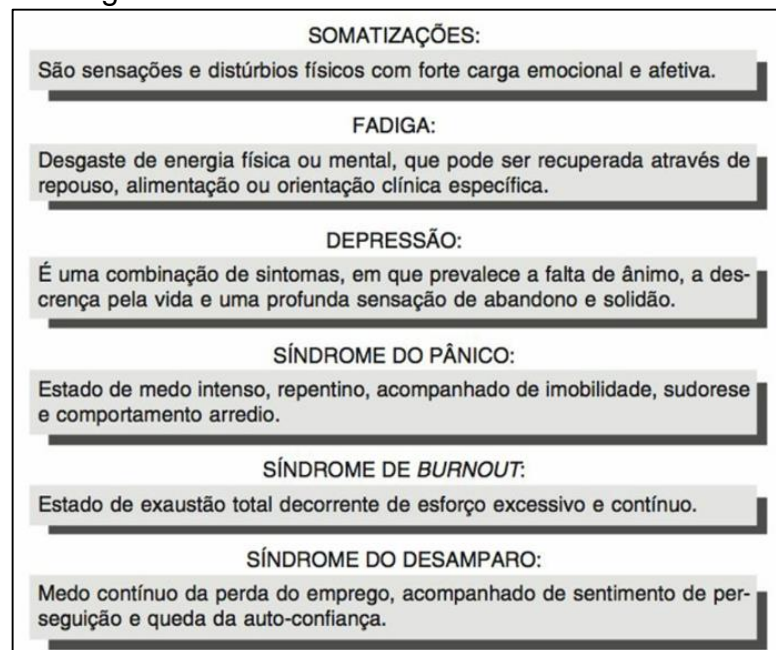 SOMATIZAÇÕES:
São sensações e distúrbios físicos com forte carga emocional e afetiva.
FADIGA:
Desgaste de energia física ou mental, que pode ser recuperada através de
repouso, alimentação ou orientação clínica específica.
DEPRESSÃO:
É uma combinação de sintomas, em que prevalece a falta de ânimo, a des-
crença pela vida e uma profunda sensação de abandono e solidão.
SÍNDROME DO PÂNICO:
Estado de medo intenso, repentino, acompanhado de imobilidade, sudorese
e comportamento arredio.
SÍNDROME DE BURNOUT:
Estado de exaustão total decorrente de esforço excessivo e contínuo.
SÍNDROME DO DESAMPARO:
Medo contínuo da perda do emprego, acompanhado de sentimento de per-
seguição e queda da auto-confiança.